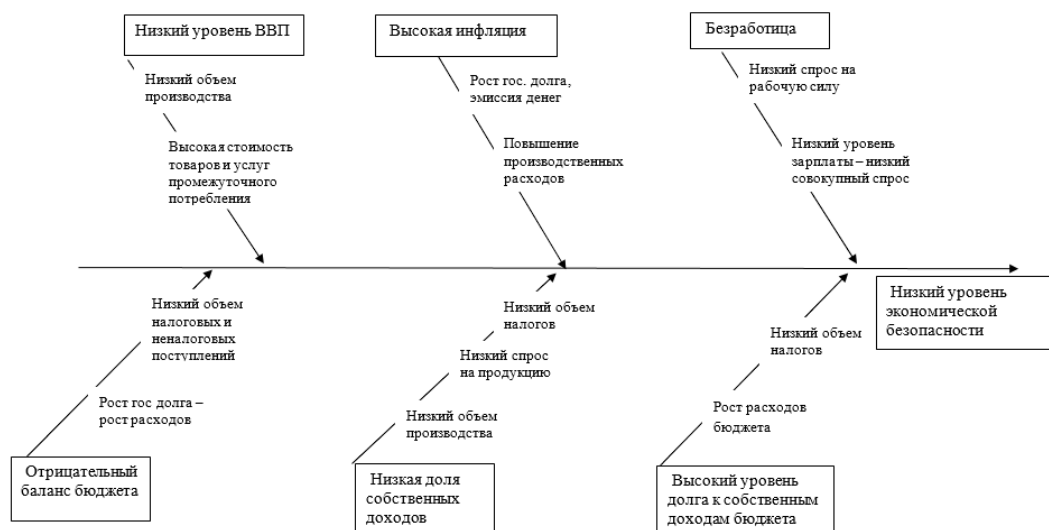 Низкий уровень ВВП
Высокая инфляция
Безработица
Низкий объем
производства
Высокая стоимость
товаров и услуг
промежуточного
потребления
Рост гос. долга,
эмиссия денег
Повышение
производственных
расходов
Низкий спрос на
рабочую силу
Низкий уровень
зарплаты – низкий
совокупный спрос
Низкий уровень
экономической
безопасности
Низкий объем
налоговых и
неналоговых
поступлений
Рост гос долга –
рост расходов
Отрицательный
баланс бюджета
Низкий объем
налогов
Низкий спрос
на продукцию
Низкий объем
производства
Низкая доля
собственных
доходов
Низкий объем
налогов
Рост расходов
бюджета
Высокий уровень
долга к собственным
доходам бюджета